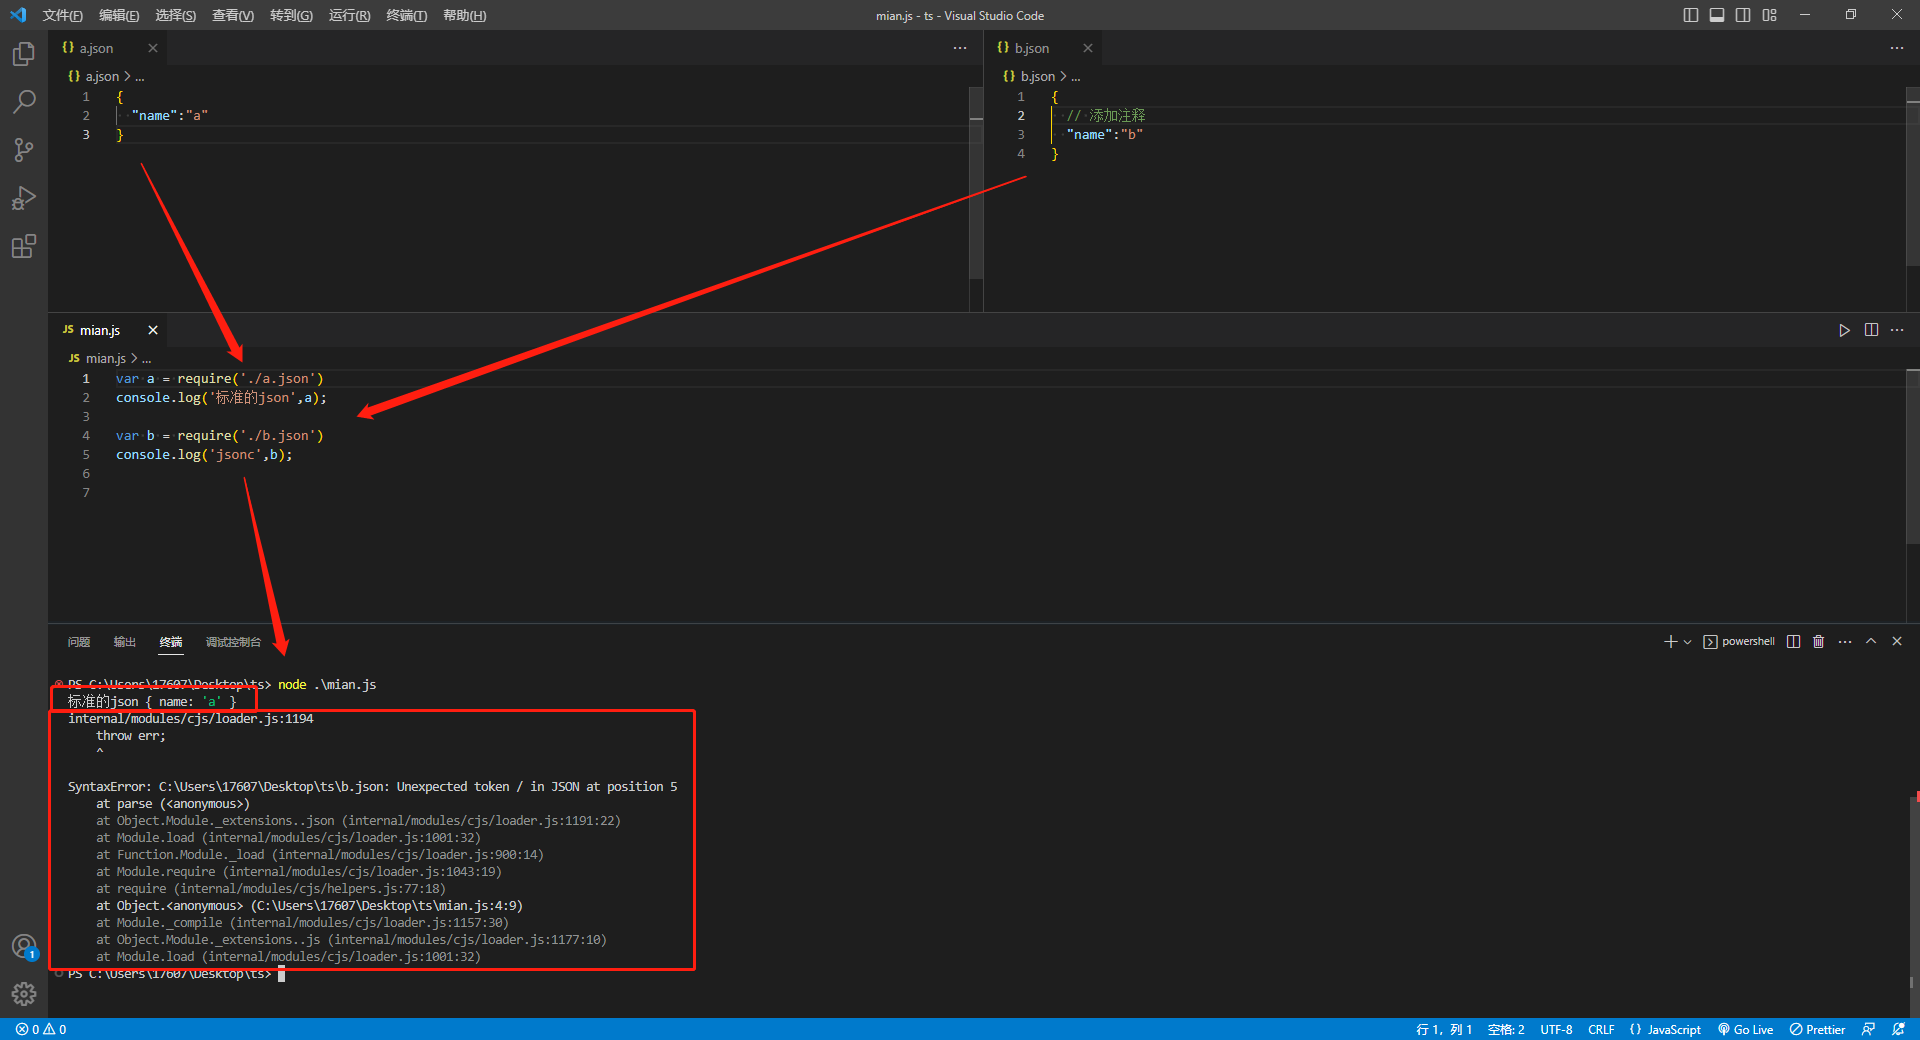 文件(F) 编辑(E) 选择(S) 查看(V) 转到(G) 运行(R) 终端(T) 帮助(H)
mian.js - ts - Visual Studio Code
{} a.json
{} a.json > ...
1 {
2 "name":"a"
3 }
{} b.json
{} b.json > ...
1 {
2 // 添加注释
3 "name":"b"
4 }
JS mian.js
JS mian.js > ...
1 var a = require('./a.json')
2 console.log('标准的json',a);
3
4 var b = require('./b.json')
5 console.log('jsonc',b);
6
7
问题 输出 终端 调试控制台
powershell
PS C:\Users\17607\Desktop\ts> node .\mian.js
标准的json { name: 'a' }
internal/modules/cjs/loader.js:1194
throw err;
^
SyntaxError: C:\Users\17607\Desktop\ts\b.json: Unexpected token / in JSON at position 5
at parse (<anonymous>)
at Object.Module._extensions..json (internal/modules/cjs/loader.js:1191:22)
at Module.load (internal/modules/cjs/loader.js:1001:32)
at Function.Module._load (internal/modules/cjs/loader.js:900:14)
at Module.require (internal/modules/cjs/loader.js:1043:19)
at require (internal/modules/cjs/helpers.js:77:18)
at Object.<anonymous> (C:\Users\17607\Desktop\ts\mian.js:4:9)
at Module._compile (internal/modules/cjs/loader.js:1157:30)
at Object.Module._extensions..js (internal/modules/cjs/loader.js:1177:10)
at Module.load (internal/modules/cjs/loader.js:1001:32)
PS C:\Users\17607\Desktop\ts>
1
0 0
行 1, 列 1 空格: 2 UTF-8 CRLF {} JavaScript Go Live Prettier